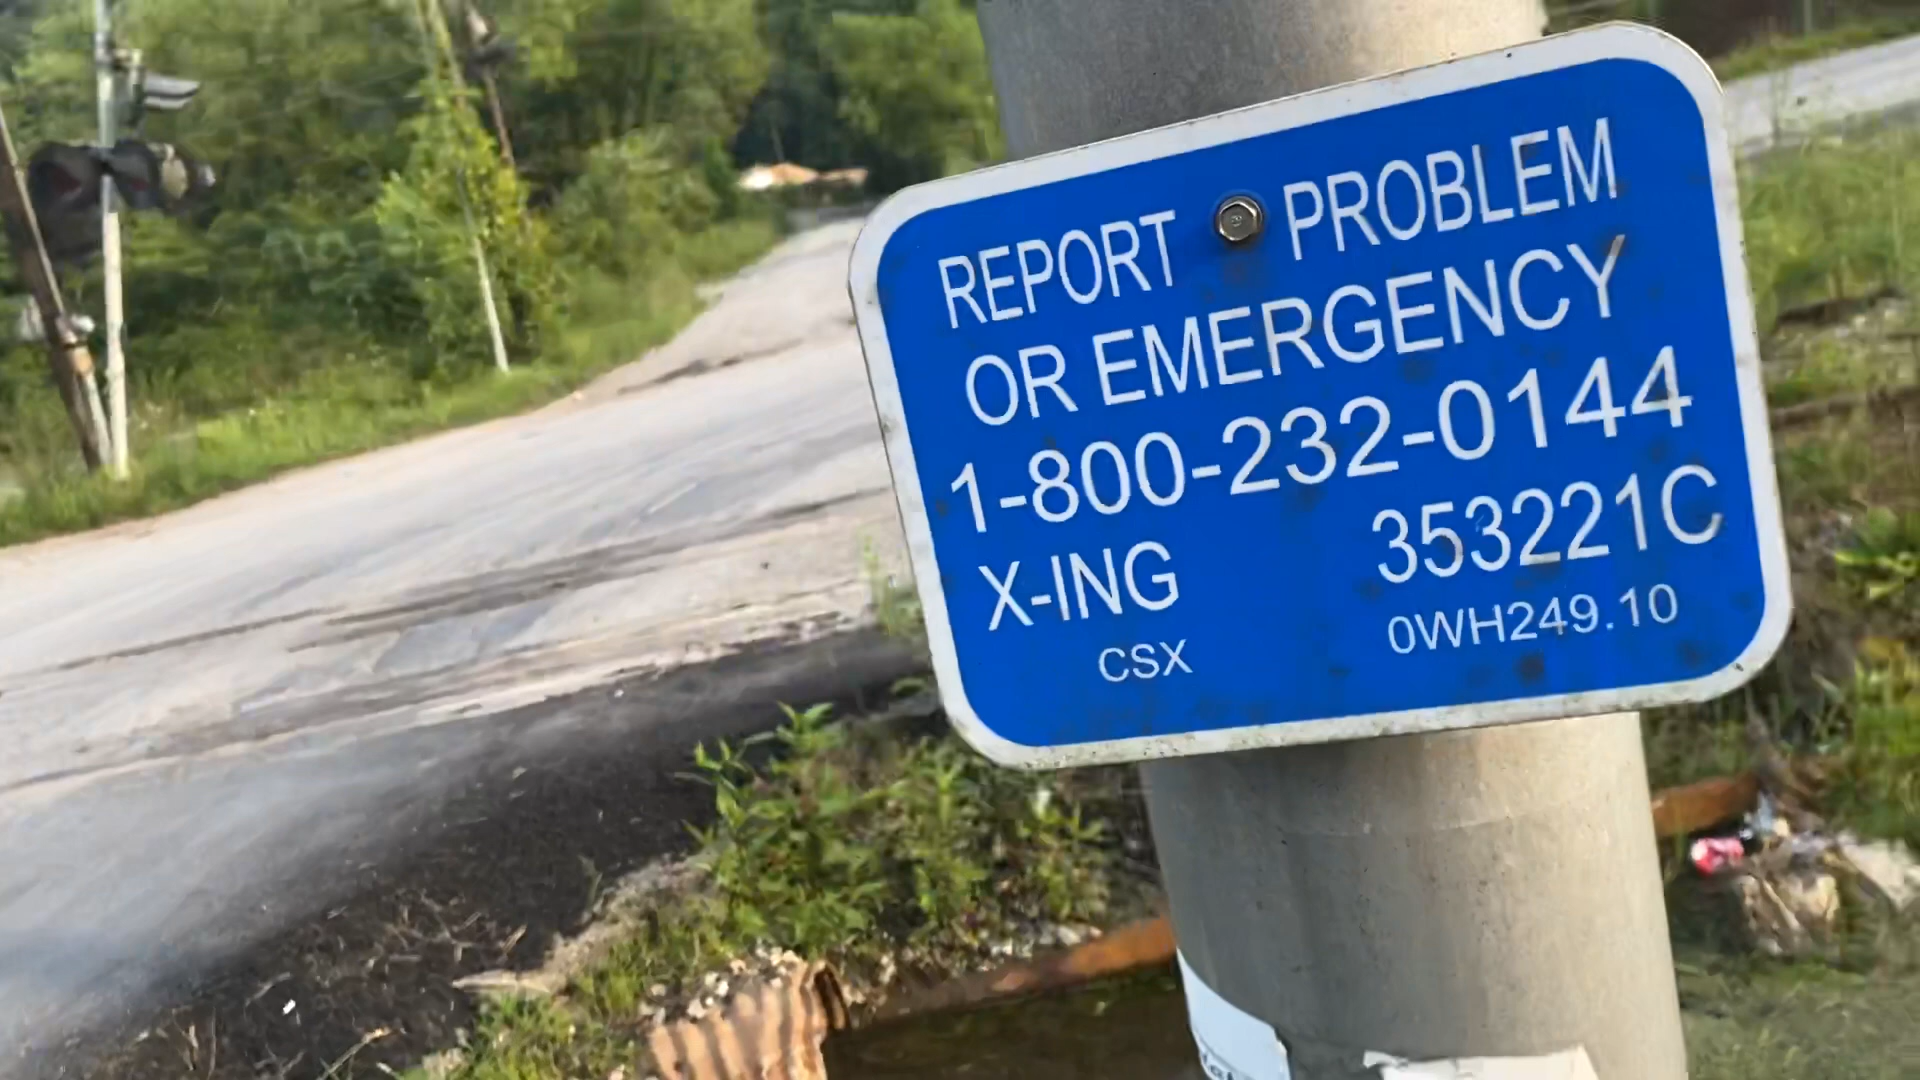 REPORT PROBLEM
OR EMERGENCY
1-800-232-0144
X-ING 353221C
CSX 0WH249.10